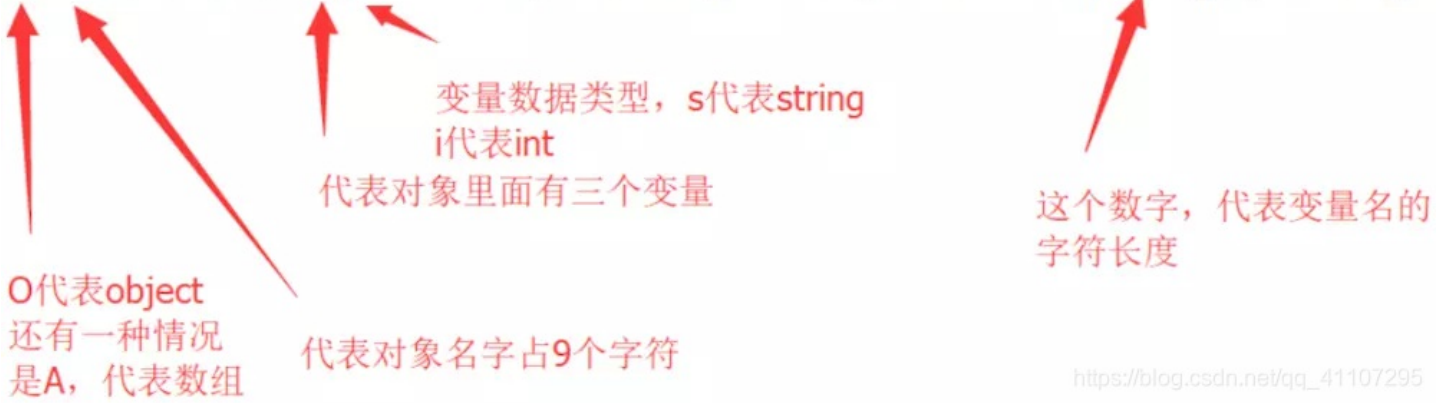 变量数据类型，s代表string
i代表int
代表对象里面有三个变量
这个数字，代表变量名的
字符长度
O代表object
还有一种情况
是A，代表数组
代表对象名字占9个字符
https://blog.csdn.net/qq_41107295